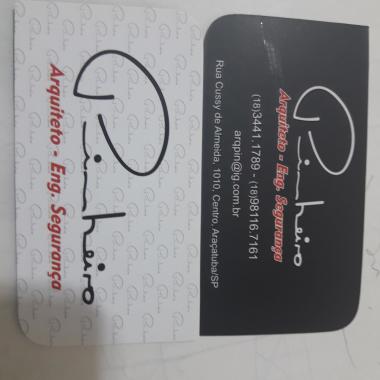 Pinheiro
Arquiteto - Eng. Segurança
Pinheiro
Arquiteto - Eng. Segurança
(18)3441.1789 - (18)98116.7161
arqpin@ig.com.br
Rua Cussy de Almeida, 1010, Centro, Araçatuba/SP